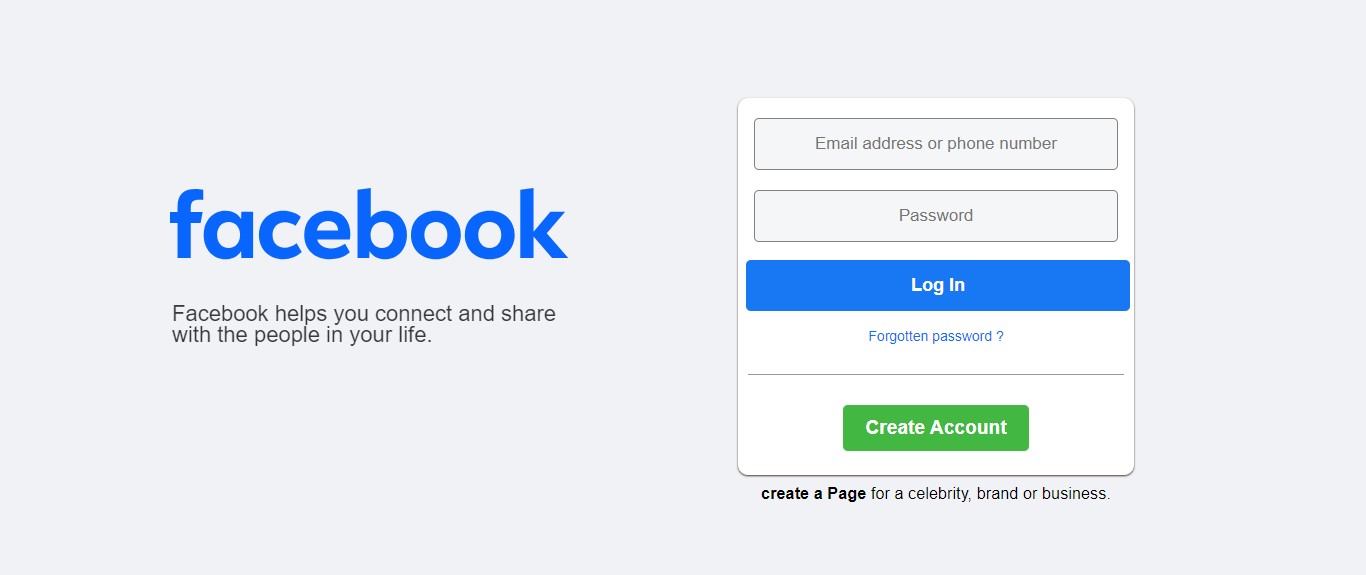 facebook
Facebook helps you connect and share
with the people in your life.
Email address or phone number
Password
Log In
Forgotten password ?
Create Account
create a Page for a celebrity, brand or business.